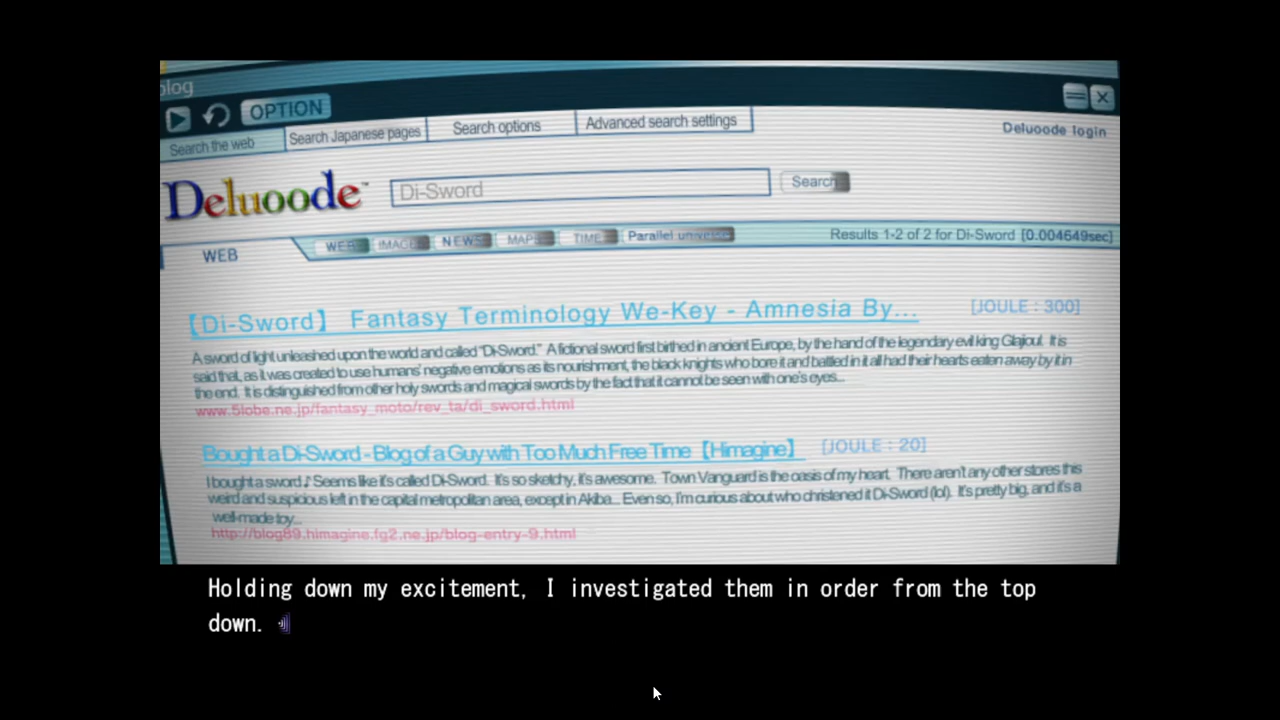 blog
OPTION
Search the web Search Japanese pages Search options Advanced search settings Deluoode login
Deluoode™ Di-Sword Search
WEB WEB IMAGE NEWS MAP TIME Parallel universe Results 1-2 of 2 for Di-Sword [0.004649sec]
【Di-Sword】 Fantasy Terminology We-Key - Amnesia By... [JOULE : 300]
A sword of light unleashed upon the world and called "Di-Sword." A fictional sword first birthed in ancient Europe, by the hand of the legendary evil king Glajioul. It is
said that, as it was created to use humans' negative emotions as its nourishment, the black knights who bore it and battled in it all had their hearts eaten away by it in
the end. It is distinguished from other holy swords and magical swords by the fact that it cannot be seen with one's eyes...
www.5lobe.ne.jp/fantasy_moto/rev_ta/di_sword.html
Bought a Di-Sword - Blog of a Guy with Too Much Free Time【Himagine】 [JOULE : 20]
I bought a sword♪ Seems like it's called Di-Sword. It's so sketchy, it's awesome. Town Vanguard is the oasis of my heart. There aren't any other stores this
weird and suspicious left in the capital metropolitan area, except in Akiba... Even so, I'm curious about who christened it Di-Sword (lol). It's pretty big, and it's a
well-made toy...
http://blog89.himagine.fg2.ne.jp/blog-entry-9.html
Holding down my excitement, I investigated them in order from the top
down.